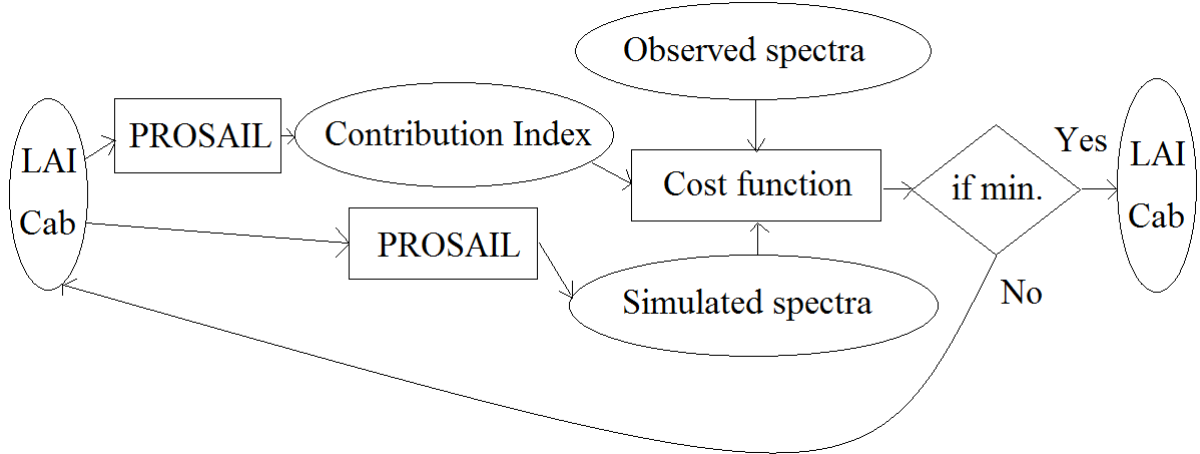 Observed spectra
PROSAIL
Contribution Index
Yes
LAI
Cab
Cost function
if min.
LAI
Cab
PROSAIL
Simulated spectra
No